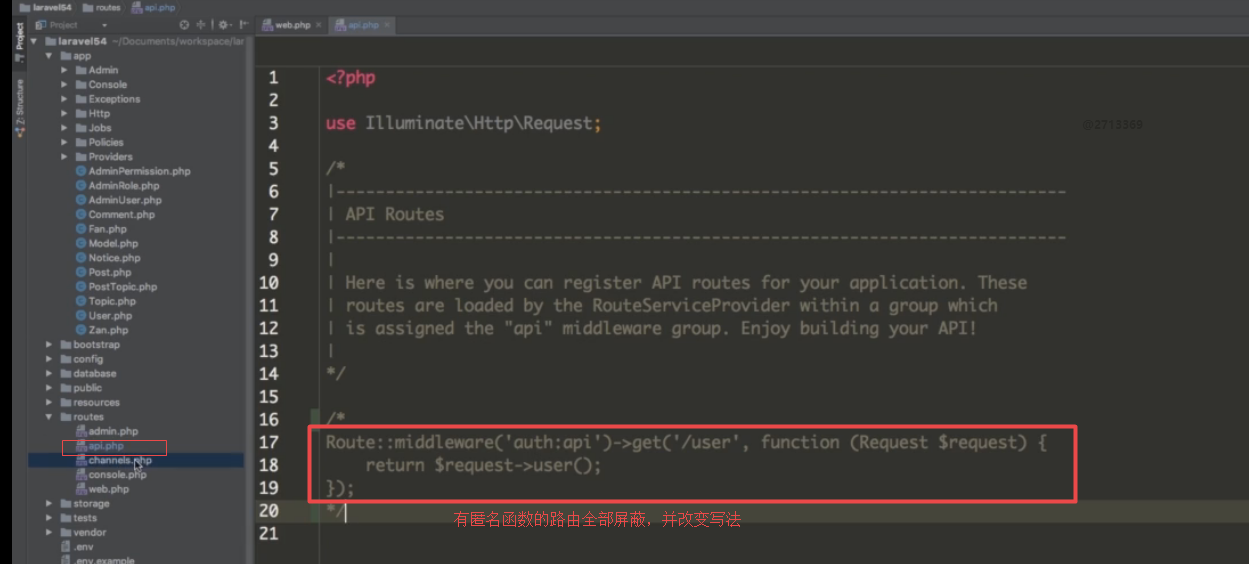 laravel54 routes api.php
Project
web.php × api.php ×
Project
Z: Structure
laravel54 ~/Documents/workspace/lar
app
Admin
Console
Exceptions
Http
Jobs
Policies
Providers
AdminPermission.php
AdminRole.php
AdminUser.php
Comment.php
Fan.php
Model.php
Notice.php
Post.php
PostTopic.php
Topic.php
User.php
Zan.php
bootstrap
config
database
public
resources
routes
admin.php
api.php
channels.php
console.php
web.php
storage
tests
vendor
.env
.env.example
1 <?php
2
3 use Illuminate\Http\Request;
@2713369
4
5 /*
6 |--------------------------------------------------------------------------
7 | API Routes
8 |--------------------------------------------------------------------------
9 |
10 | Here is where you can register API routes for your application. These
11 | routes are loaded by the RouteServiceProvider within a group which
12 | is assigned the "api" middleware group. Enjoy building your API!
13 |
14 */
15
16 /*
17 Route::middleware('auth:api')->get('/user', function (Request $request) {
18     return $request->user();
19 });
20 */
有匿名函数的路由全部屏蔽，并改变写法
21